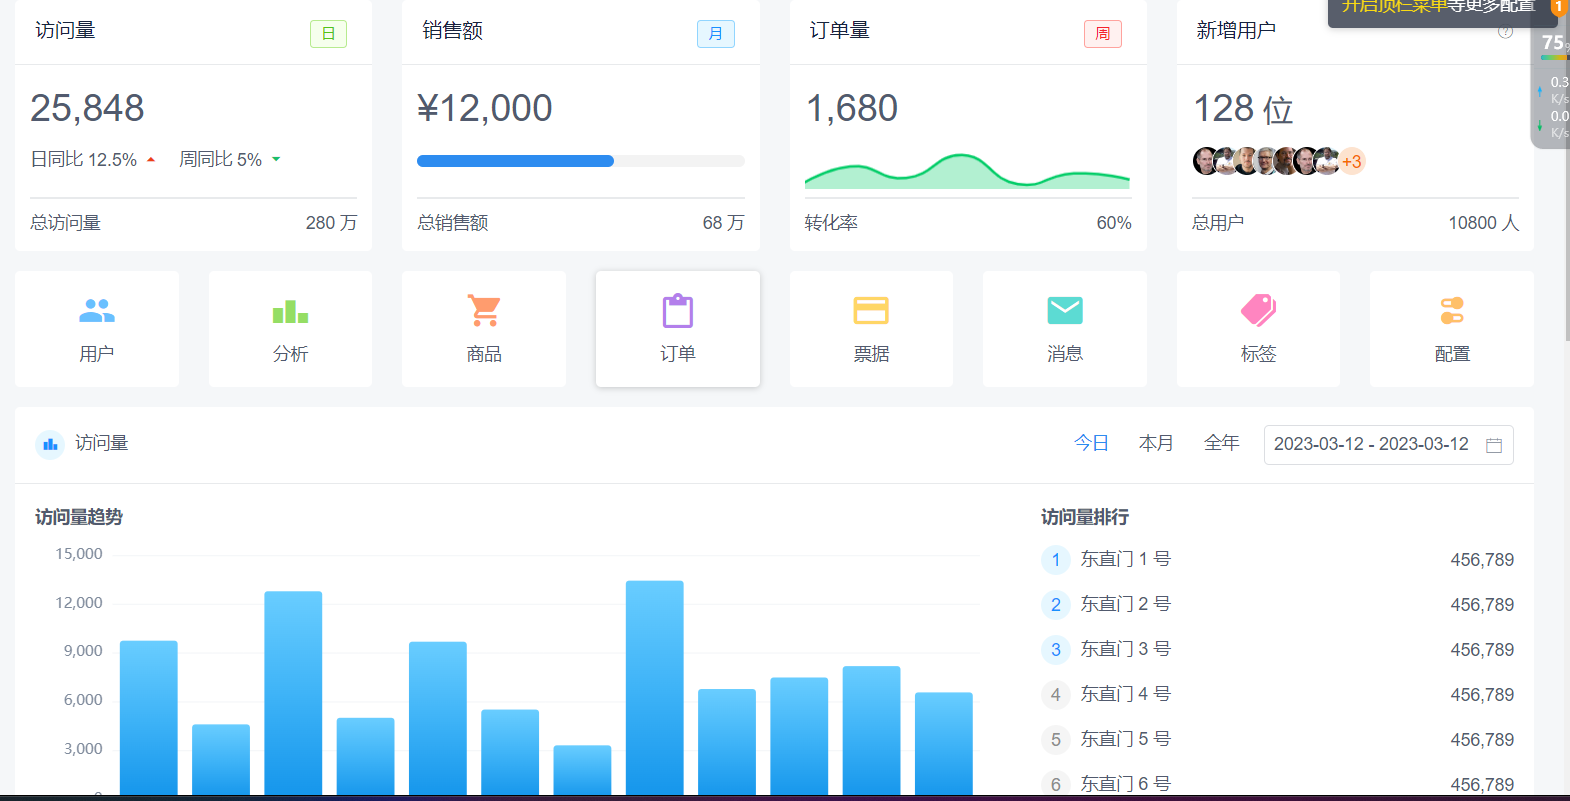 开启顶栏菜单等更多配置
1
75%
0.3
K/s
0.0
K/s
访问量
日
25,848
日同比 12.5%
周同比 5%
总访问量
280 万
销售额
月
¥12,000
总销售额
68 万
订单量
周
1,680
转化率
60%
新增用户
?
128 位
+3
总用户
10800 人
用户
分析
商品
订单
票据
消息
标签
配置
访问量
今日
本月
全年
2023-03-12 - 2023-03-12
访问量趋势
15,000
12,000
9,000
6,000
3,000
访问量排行
1 东直门 1 号 456,789
2 东直门 2 号 456,789
3 东直门 3 号 456,789
4 东直门 4 号 456,789
5 东直门 5 号 456,789
6 东直门 6 号 456,789